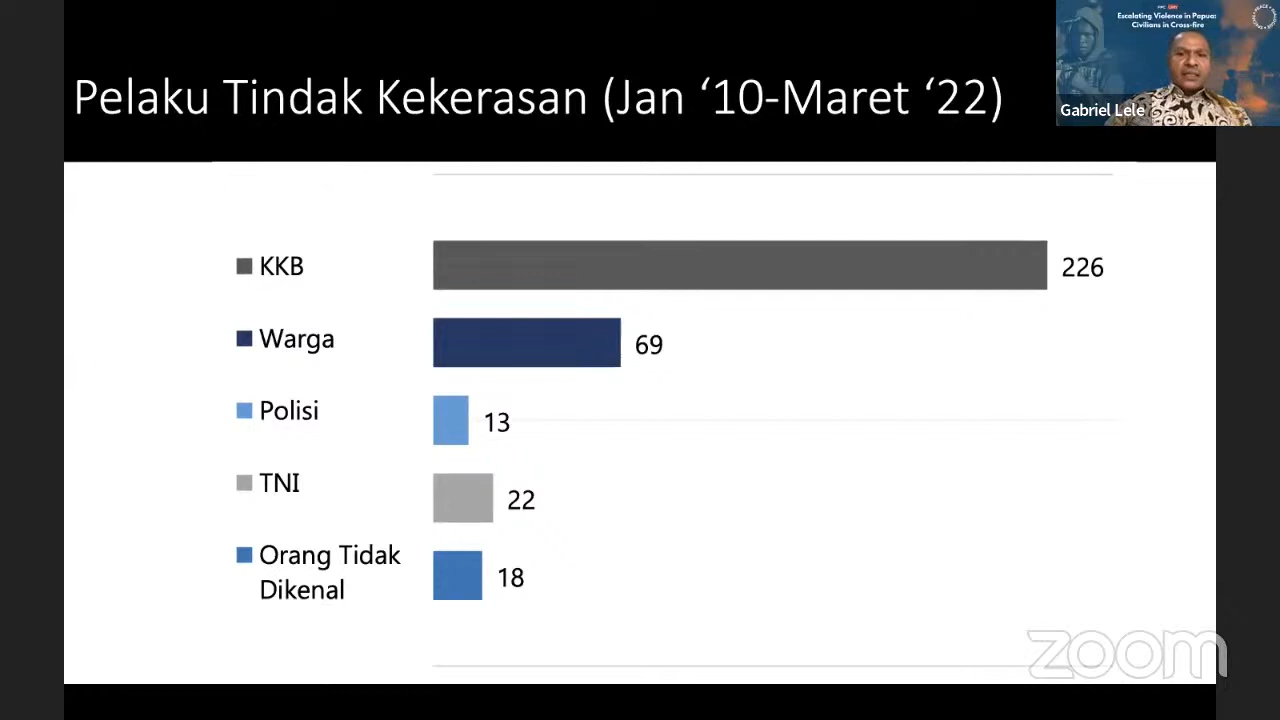 Escalating Violence in Papua:
Civilians in Cross-fire
Gabriel Lele
Pelaku Tindak Kekerasan (Jan ‘10-Maret ‘22)
KKB 226
Warga 69
Polisi 13
TNI 22
Orang Tidak
Dikenal 18
zoom